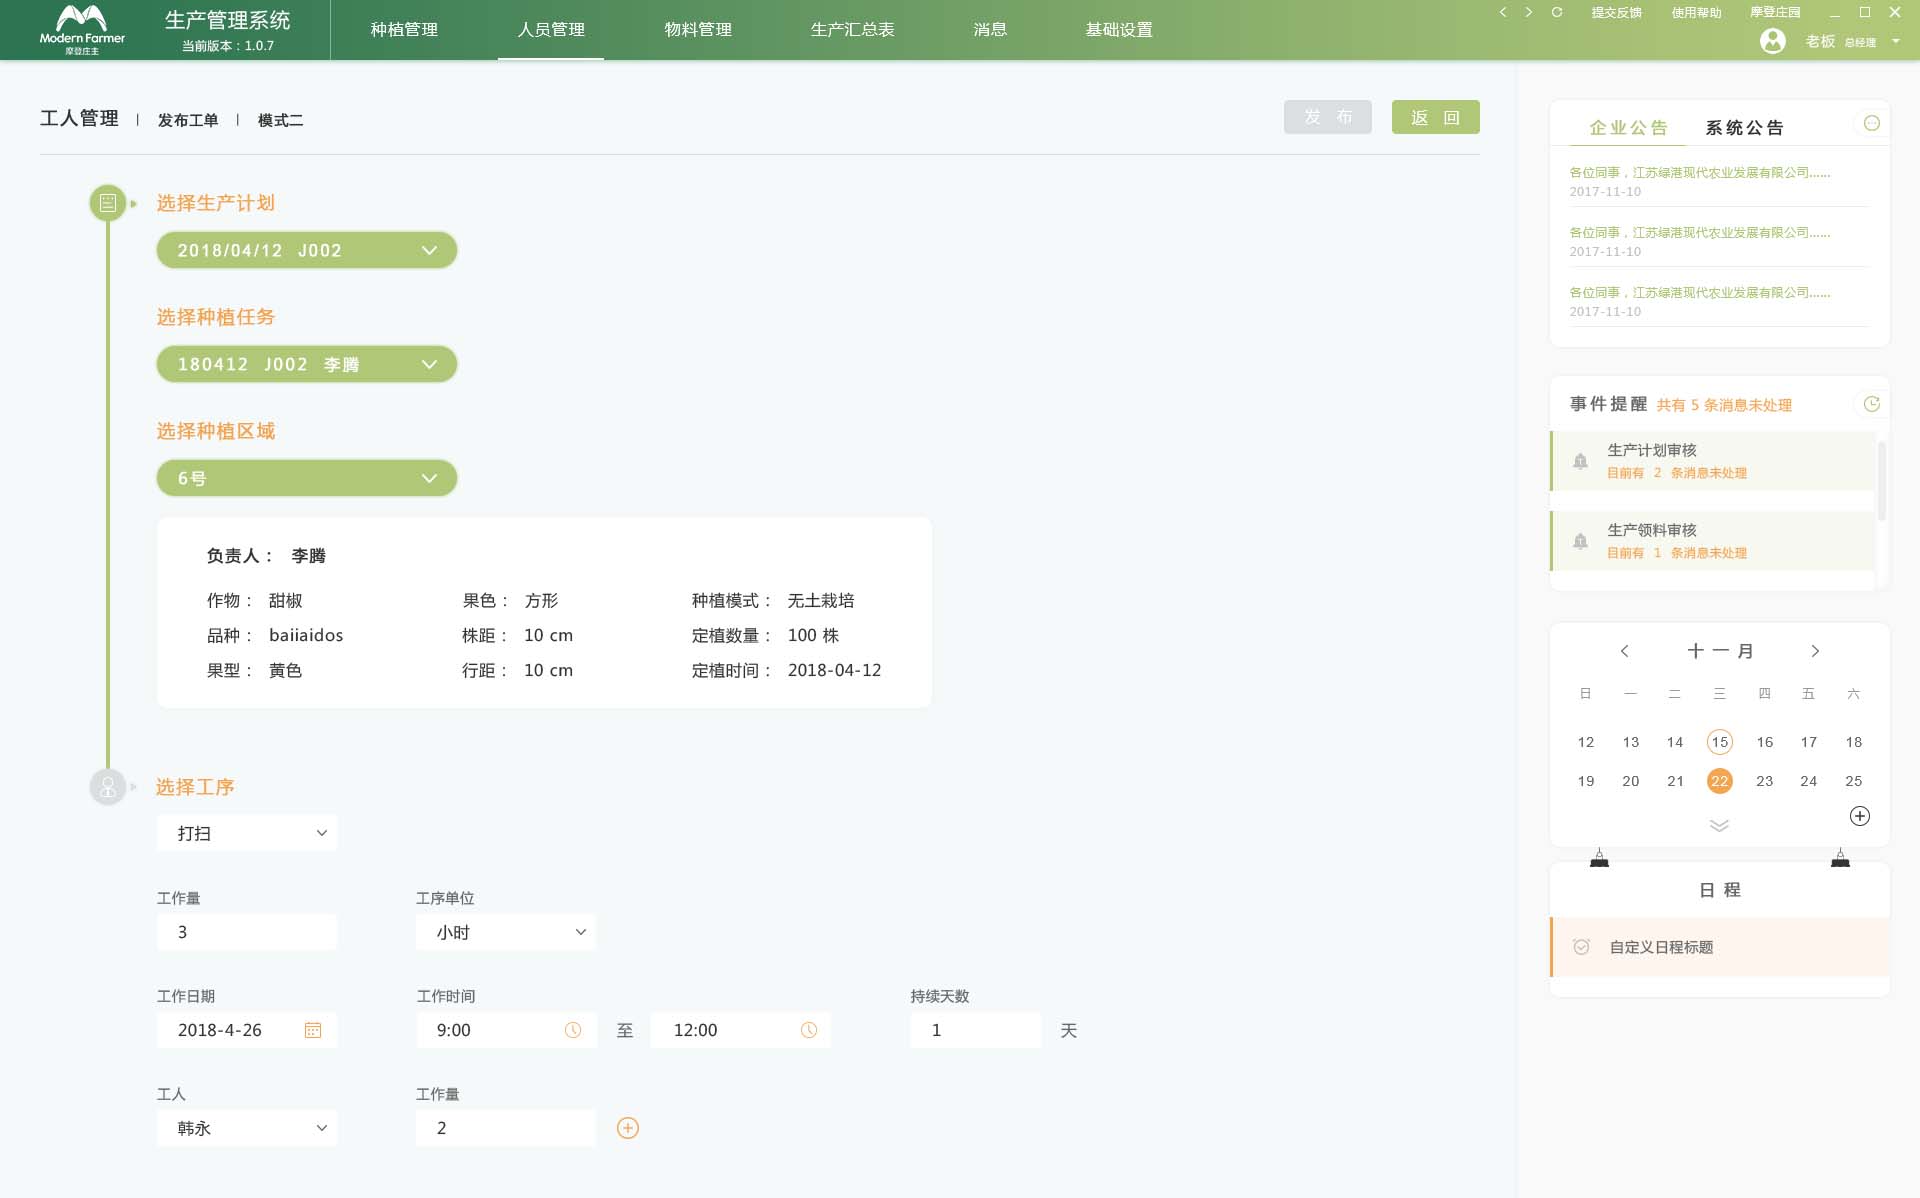 Modern Farmer
摩登庄主
生产管理系统
当前版本：1.0.7
种植管理
人员管理
物料管理
生产汇总表
消息
基础设置
提交反馈
使用帮助
摩登庄园
老板 总经理
工人管理 | 发布工单 | 模式二
发 布
返 回
选择生产计划
2018/04/12 J002
选择种植任务
180412 J002 李腾
选择种植区域
6号
负责人： 李腾
作物： 甜椒 果色： 方形 种植模式： 无土栽培
品种： baiiaidos 株距： 10 cm 定植数量： 100 株
果型： 黄色 行距： 10 cm 定植时间： 2018-04-12
选择工序
打扫
工作量 工序单位
3 小时
工作日期 工作时间 持续天数
2018-4-26 9:00 至 12:00 1 天
工人 工作量
韩永 2
企业公告 系统公告
各位同事，江苏绿港现代农业发展有限公司......
2017-11-10
各位同事，江苏绿港现代农业发展有限公司......
2017-11-10
各位同事，江苏绿港现代农业发展有限公司......
2017-11-10
事件提醒 共有 5 条消息未处理
生产计划审核
目前有 2 条消息未处理
生产领料审核
目前有 1 条消息未处理
十一月
日 一 二 三 四 五 六
12 13 14 15 16 17 18
19 20 21 22 23 24 25
日 程
自定义日程标题